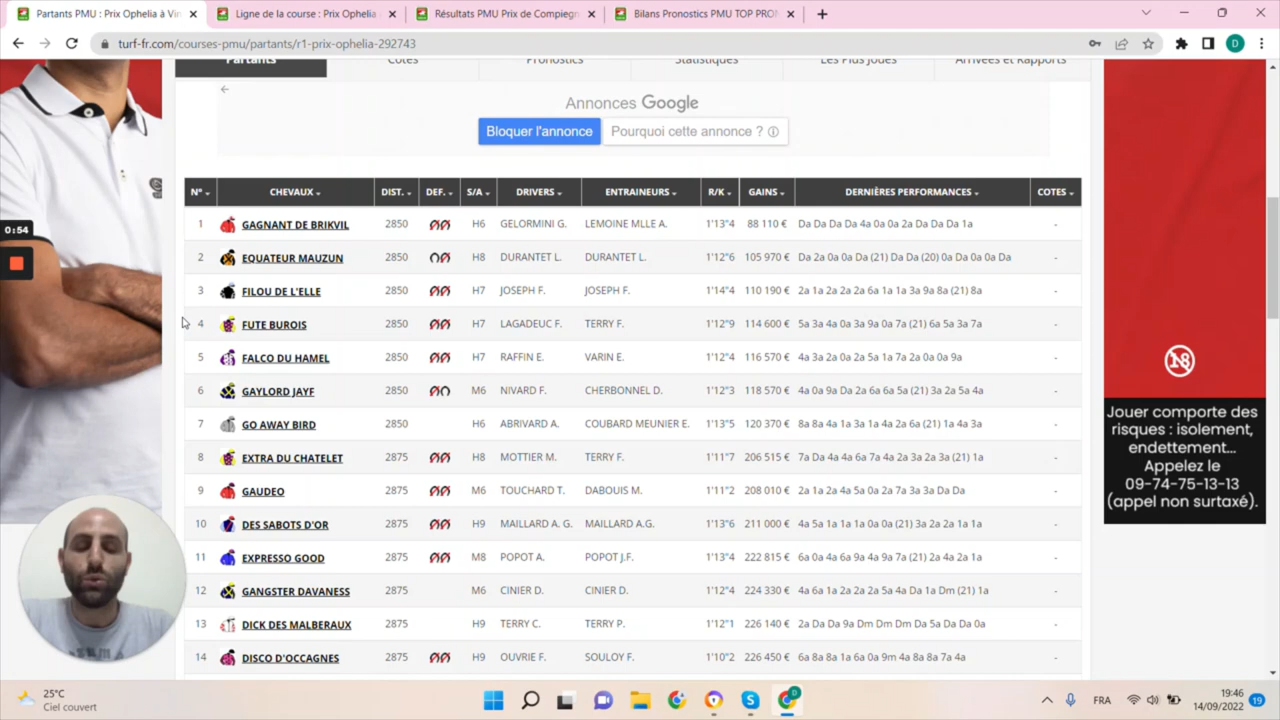 Partants PMU : Prix Ophelia à Vin
Ligne de la course : Prix Ophelia
Résultats PMU Prix de Compiegn
Bilans Pronostics PMU TOP PRON
turf-fr.com/courses-pmu/partants/r1-prix-ophelia-292743
D
Partants Cotes Pronostics Statistiques Les Plus Joués Arrivées et Rapports
Annonces Google
Bloquer l'annonce Pourquoi cette annonce ?
N° CHEVAUX DIST. DEF. S/A DRIVERS ENTRAINEURS R/K GAINS DERNIÈRES PERFORMANCES COTES
1 GAGNANT DE BRIKVIL 2850 H6 GELORMINI G. LEMOINE MLLE A. 1'13"4 88 110 € Da Da Da Da 4a 0a 0a 2a Da Da Da 1a -
2 EQUATEUR MAUZUN 2850 H8 DURANTET L. DURANTET L. 1'12"6 105 970 € Da 2a 0a 0a Da (21) Da Da (20) 0a Da 0a 0a Da -
3 FILOU DE L'ELLE 2850 H7 JOSEPH F. JOSEPH F. 1'14"4 110 190 € 2a 1a 2a 2a 2a 6a 1a 1a 3a 9a 8a (21) 8a -
4 FUTE BUROIS 2850 H7 LAGADEUC F. TERRY F. 1'12"9 114 600 € 5a 3a 4a 0a 3a 9a 0a 7a (21) 6a 5a 3a 7a -
5 FALCO DU HAMEL 2850 H7 RAFFIN E. VARIN E. 1'12"4 116 570 € 4a 3a 2a 0a 2a 5a 1a 7a 2a 0a 0a 9a -
6 GAYLORD JAYF 2850 M6 NIVARD F. CHERBONNEL D. 1'12"3 118 570 € 4a 0a 9a Da 2a 6a 6a 5a (21) 3a 2a 5a 4a -
7 GO AWAY BIRD 2850 H6 ABRIVARD A. COUBARD MEUNIER E. 1'13"5 120 370 € 8a 8a 4a 1a 3a 1a 4a 2a 6a (21) 1a 4a 3a -
8 EXTRA DU CHATELET 2875 H8 MOTTIER M. TERRY F. 1'11"7 206 515 € 7a Da 4a 4a 6a 7a 4a 2a 3a 2a 3a (21) 1a -
9 GAUDEO 2875 M6 TOUCHARD T. DABOUIS M. 1'11"2 208 010 € 2a 1a 2a 4a 5a 0a 2a 7a 3a 3a Da Da -
10 DES SABOTS D'OR 2875 H9 MAILLARD A. G. MAILLARD A.G. 1'13"6 211 000 € 4a 5a 1a 1a 1a 0a 0a (21) 3a 2a 2a 1a 1a -
11 EXPRESSO GOOD 2875 M8 POPOT A. POPOT J.F. 1'13"4 222 815 € 6a 0a 4a 6a 9a 4a 9a 7a (21) 2a 4a 2a 1a -
12 GANGSTER DAVANESS 2875 M6 CINIER D. CINIER D. 1'12"4 224 330 € 4a 6a 1a 2a 2a 2a 5a 4a Da 1a Dm (21) 1a -
13 DICK DES MALBERAUX 2875 H9 TERRY C. TERRY P. 1'12"1 226 140 € 2a Da Da 9a Dm Dm Dm Da 5a Da Da 0a -
14 DISCO D'OCCAGNES 2875 H9 OUVRIE F. SOULOY F. 1'10"2 226 450 € 6a 8a 8a 1a 6a 0a 9m 4a 8a 8a 7a 4a -
0:54
18
Jouer comporte des
risques : isolement,
endettement...
Appelez le
09-74-75-13-13
(appel non surtaxé).
25°C
Ciel couvert
FRA
19:46
14/09/2022
19